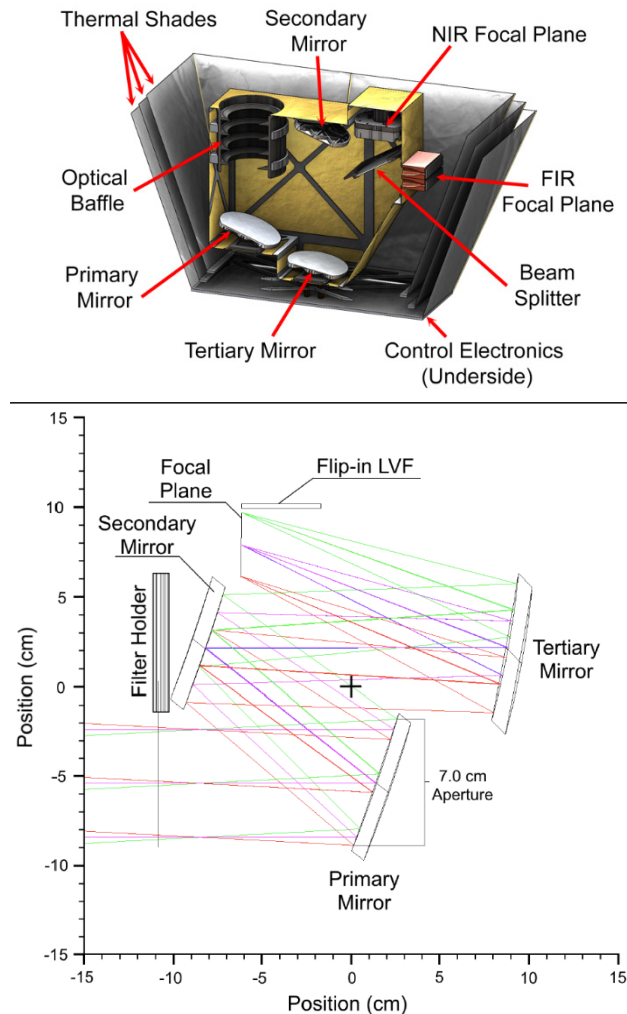 Thermal Shades
Secondary
Mirror
NIR Focal Plane
Optical
Baffle
FIR
Focal Plane
Primary
Mirror
Beam
Splitter
Tertiary Mirror
Control Electronics
(Underside)
15
10
5
0
-5
-10
-15
Position (cm)
Focal
Plane
Flip-in LVF
Secondary
Mirror
Filter Holder
Tertiary
Mirror
7.0 cm
Aperture
Primary
Mirror
-15
-10
-5
0
5
10
15
Position (cm)